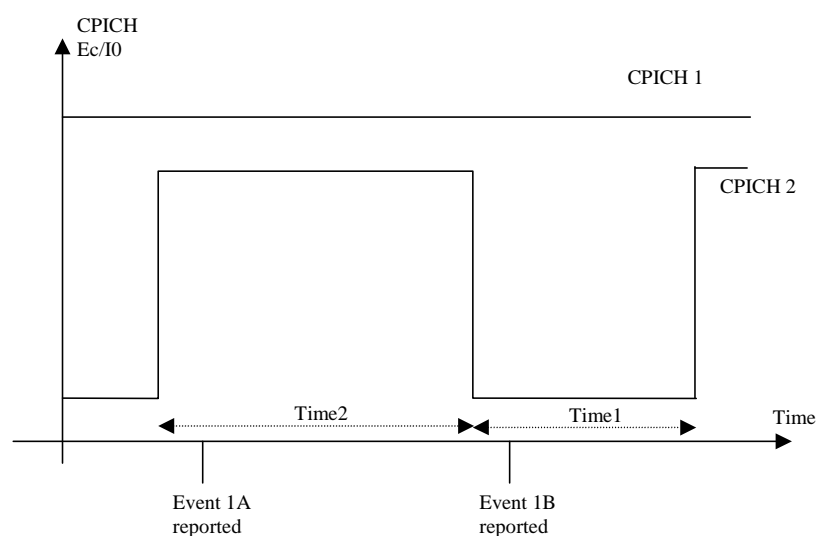 CPICH
Ec/I0
CPICH 1
CPICH 2
Time2
Time1
Time
Event 1A
reported
Event 1B
reported